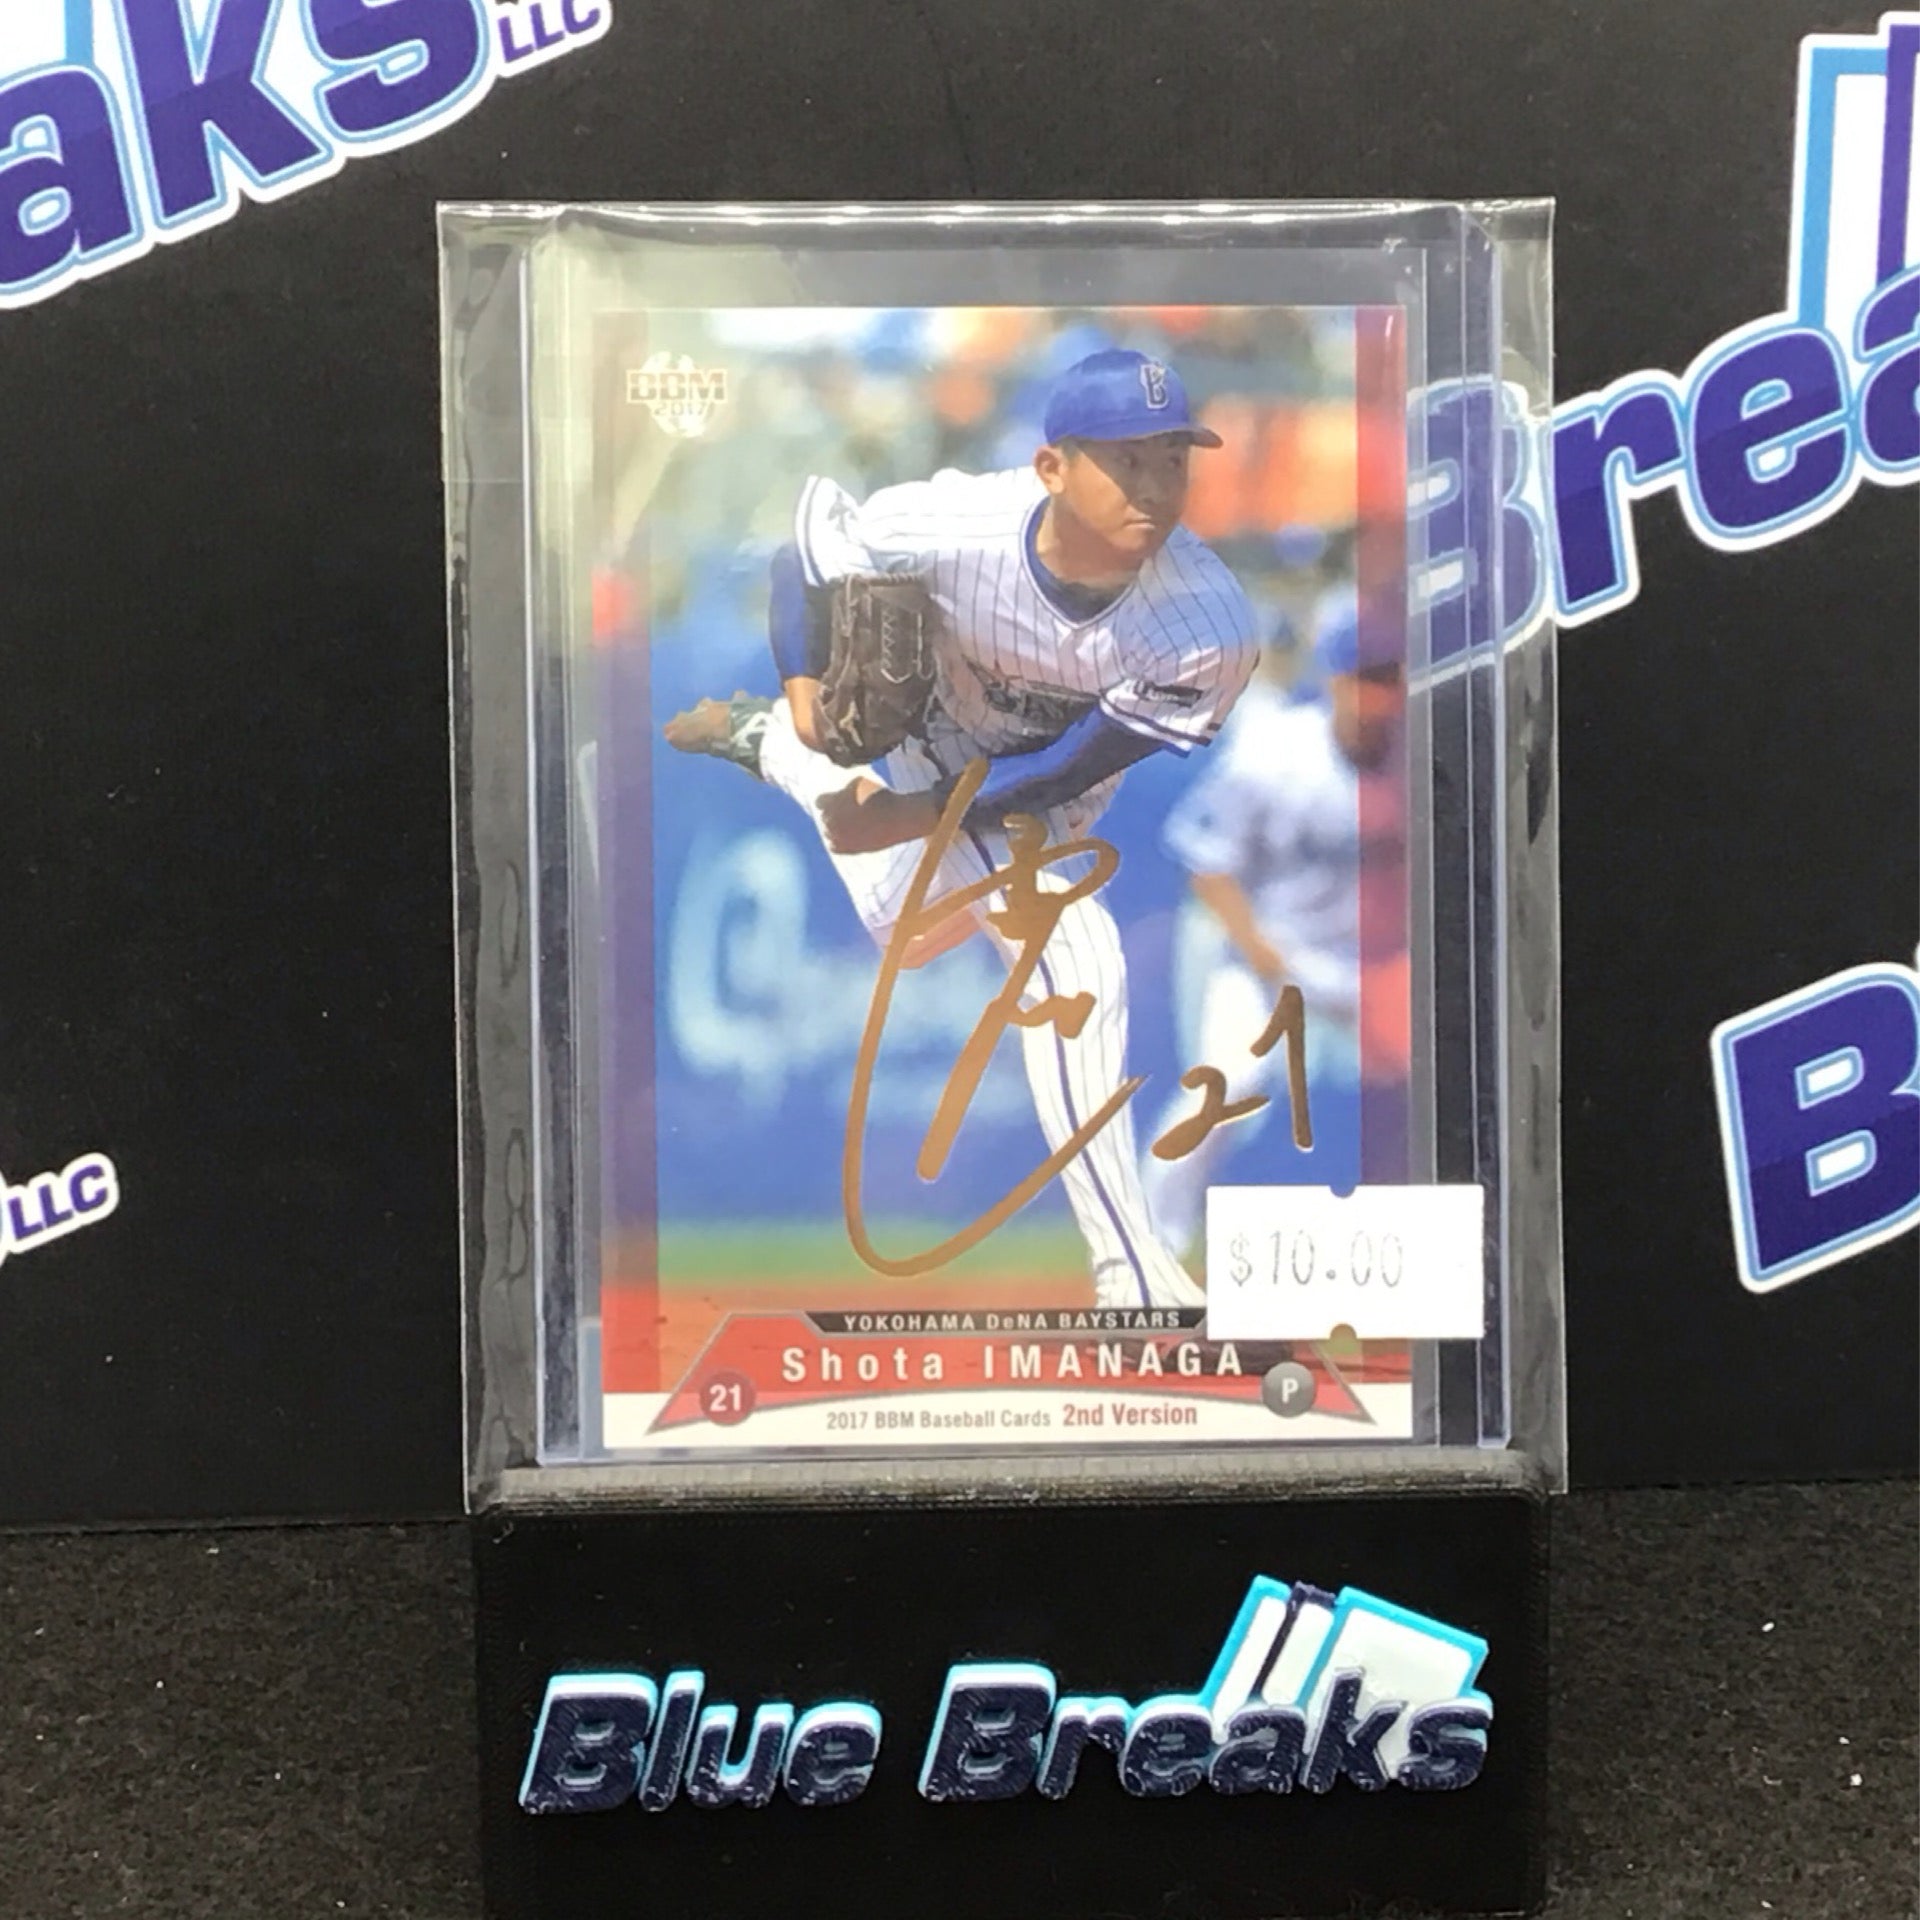 aks LLC
Breaks
LLC
B
BBM
2017
B
21
$10.00
YOKOHAMA DeNA BAYSTARS
Shota IMANAGA
21
P
2017 BBM Baseball Cards 2nd Version
Blue Breaks